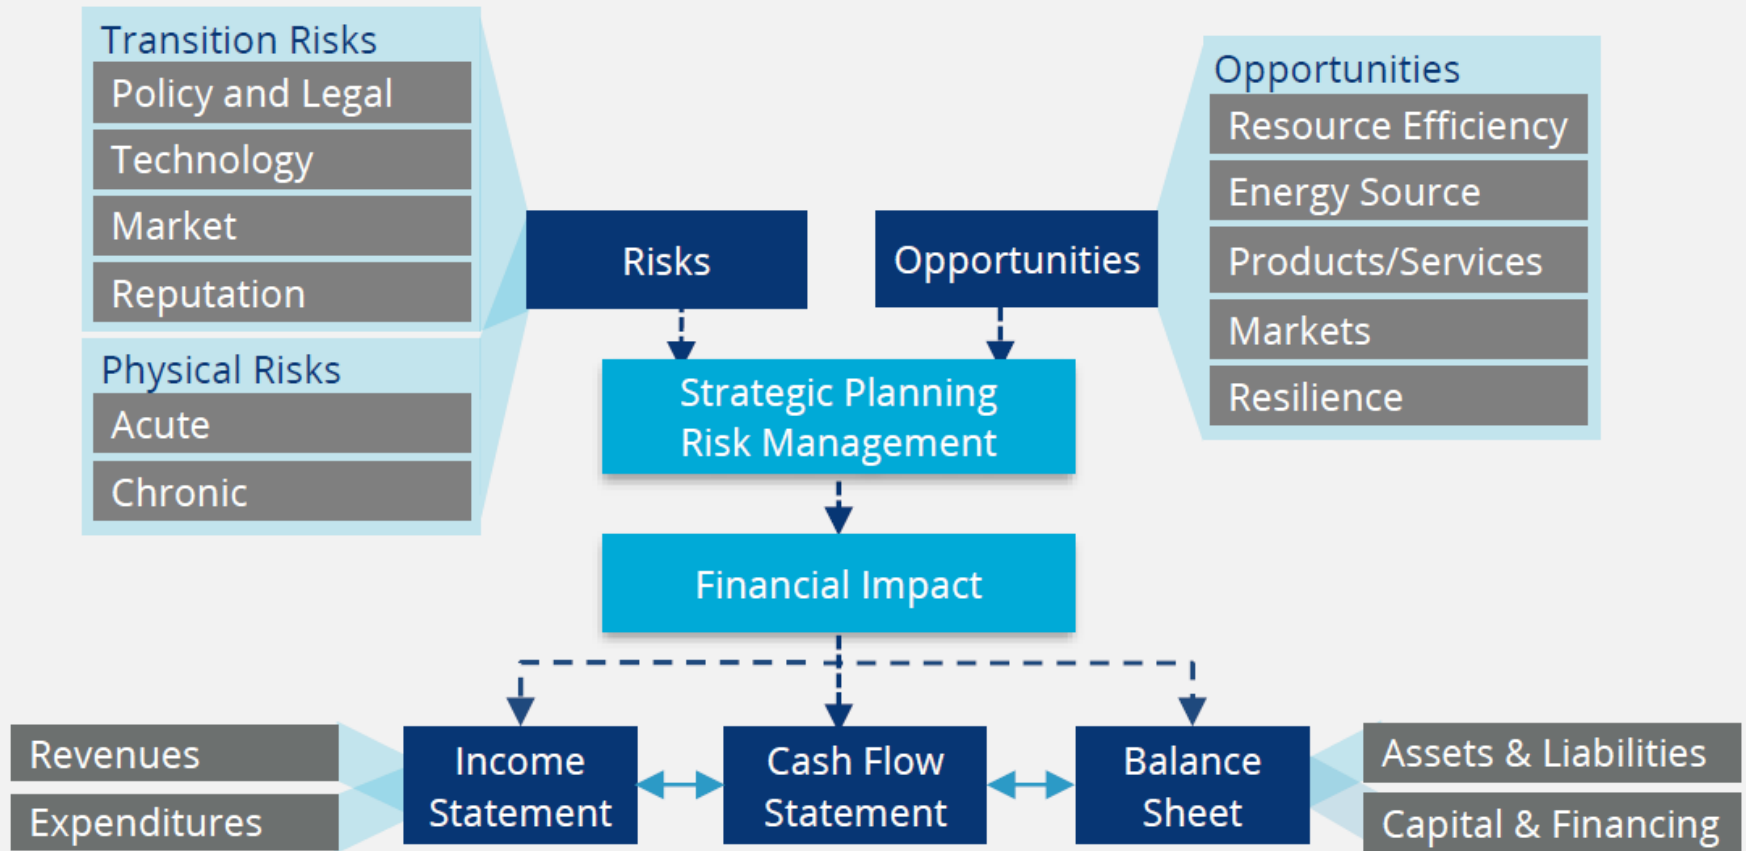 Transition Risks
Policy and Legal
Technology
Market
Reputation
Physical Risks
Acute
Chronic
Risks
Opportunities
Opportunities
Resource Efficiency
Energy Source
Products/Services
Markets
Resilience
Strategic Planning
Risk Management
Financial Impact
Revenues
Expenditures
Income
Statement
Cash Flow
Statement
Balance
Sheet
Assets & Liabilities
Capital & Financing